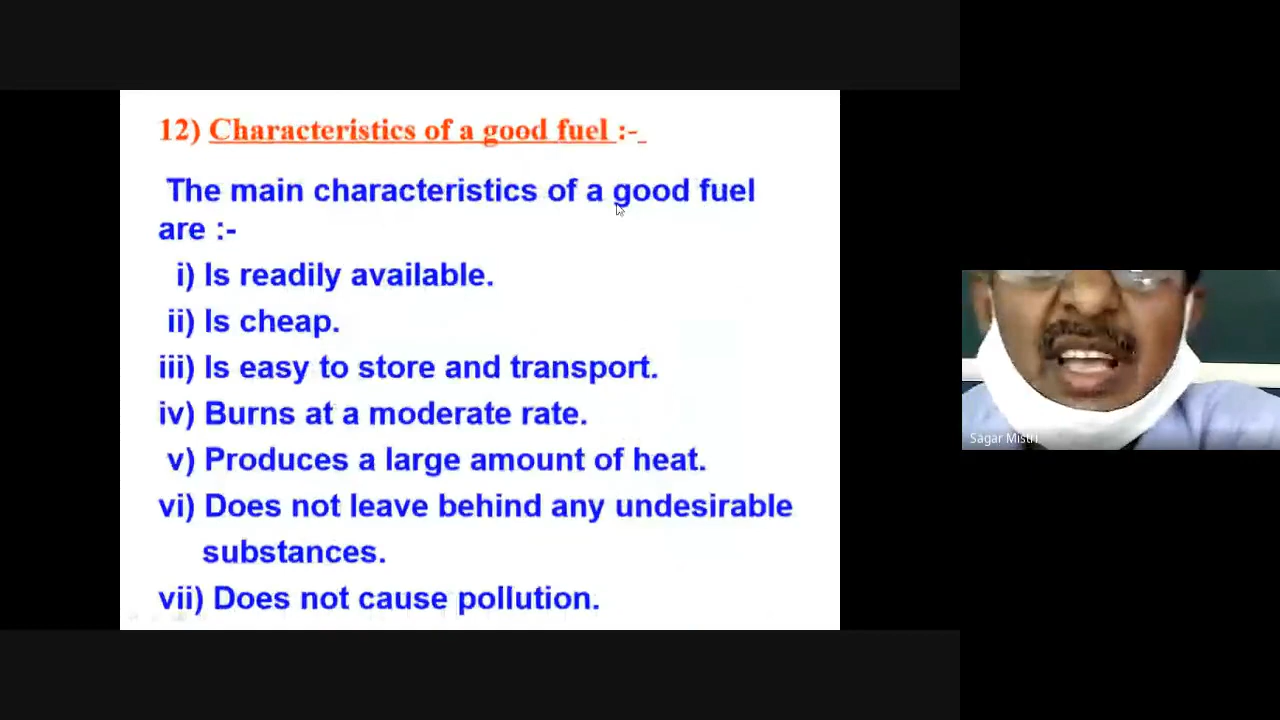 12) Characteristics of a good fuel :-
The main characteristics of a good fuel
are :-
i) Is readily available.
ii) Is cheap.
iii) Is easy to store and transport.
iv) Burns at a moderate rate.
v) Produces a large amount of heat.
vi) Does not leave behind any undesirable
substances.
vii) Does not cause pollution.
Sagar Mistri